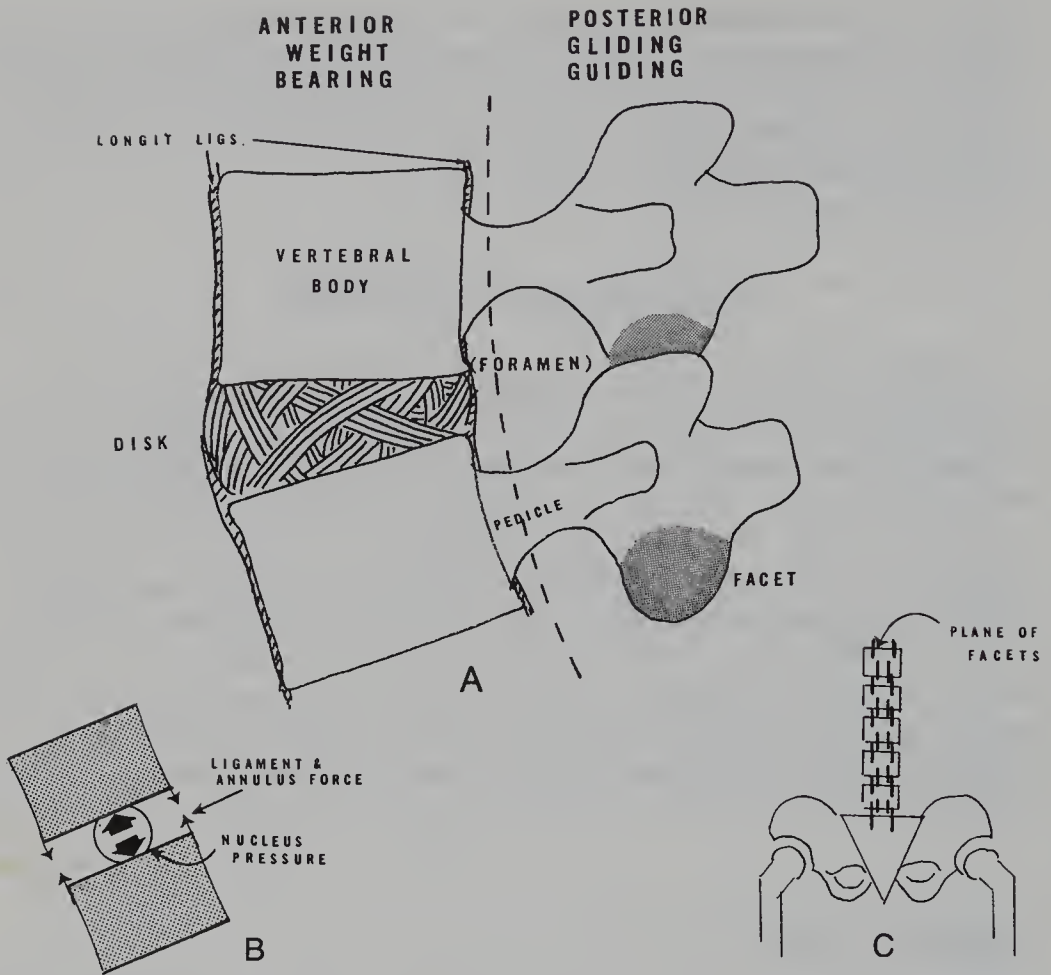 ANTERIOR
WEIGHT
BEARING
POSTERIOR
GLIDING
GUIDING
LONGIT LIGS.
VERTEBRAL
BODY
(FORAMEN)
DISK
PEDICLE
FACET
A
PLANE OF
FACETS
LIGAMENT &
ANNULUS FORCE
NUCLEUS
PRESSURE
B
C